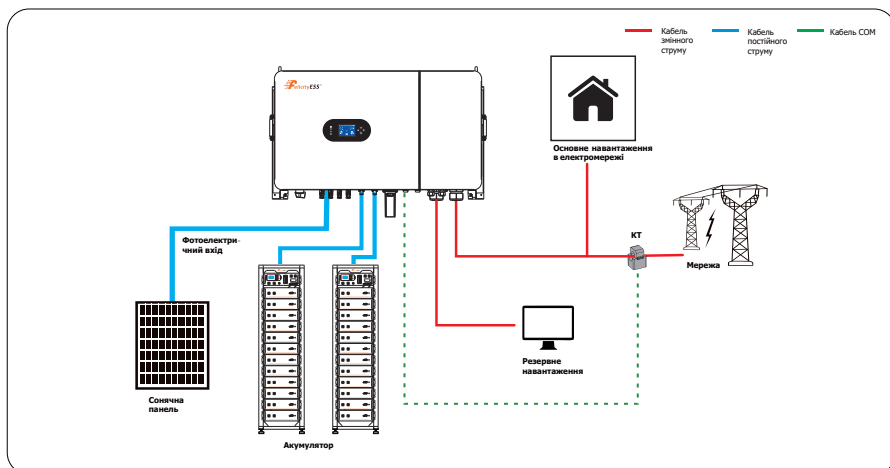 Кабель
змінного
струму
Кабель
постійного
струму
Кабель COM
FelicityESS
Основне навантаження
в електромережі
КТ
Мережа
Фотоелектри-
чний вхід
Резервне
навантаження
Сонячна
панель
Акумулятор